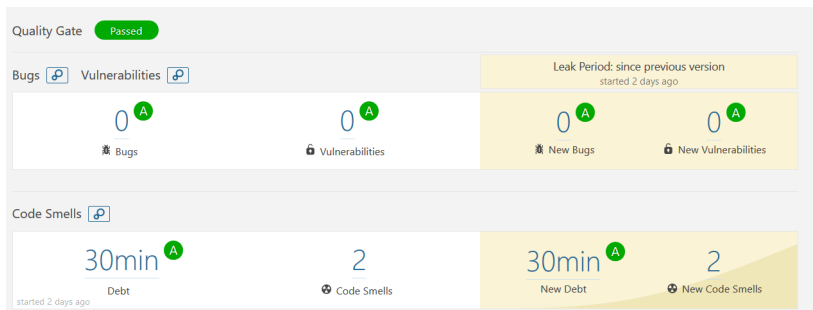 Quality Gate Passed
Leak Period: since previous version
started 2 days ago
Bugs Vulnerabilities
0 A 0 A 0 A 0 A
Bugs Vulnerabilities New Bugs New Vulnerabilities
Code Smells
30min A 2 30min A 2
Debt Code Smells New Debt New Code Smells
started 2 days ago